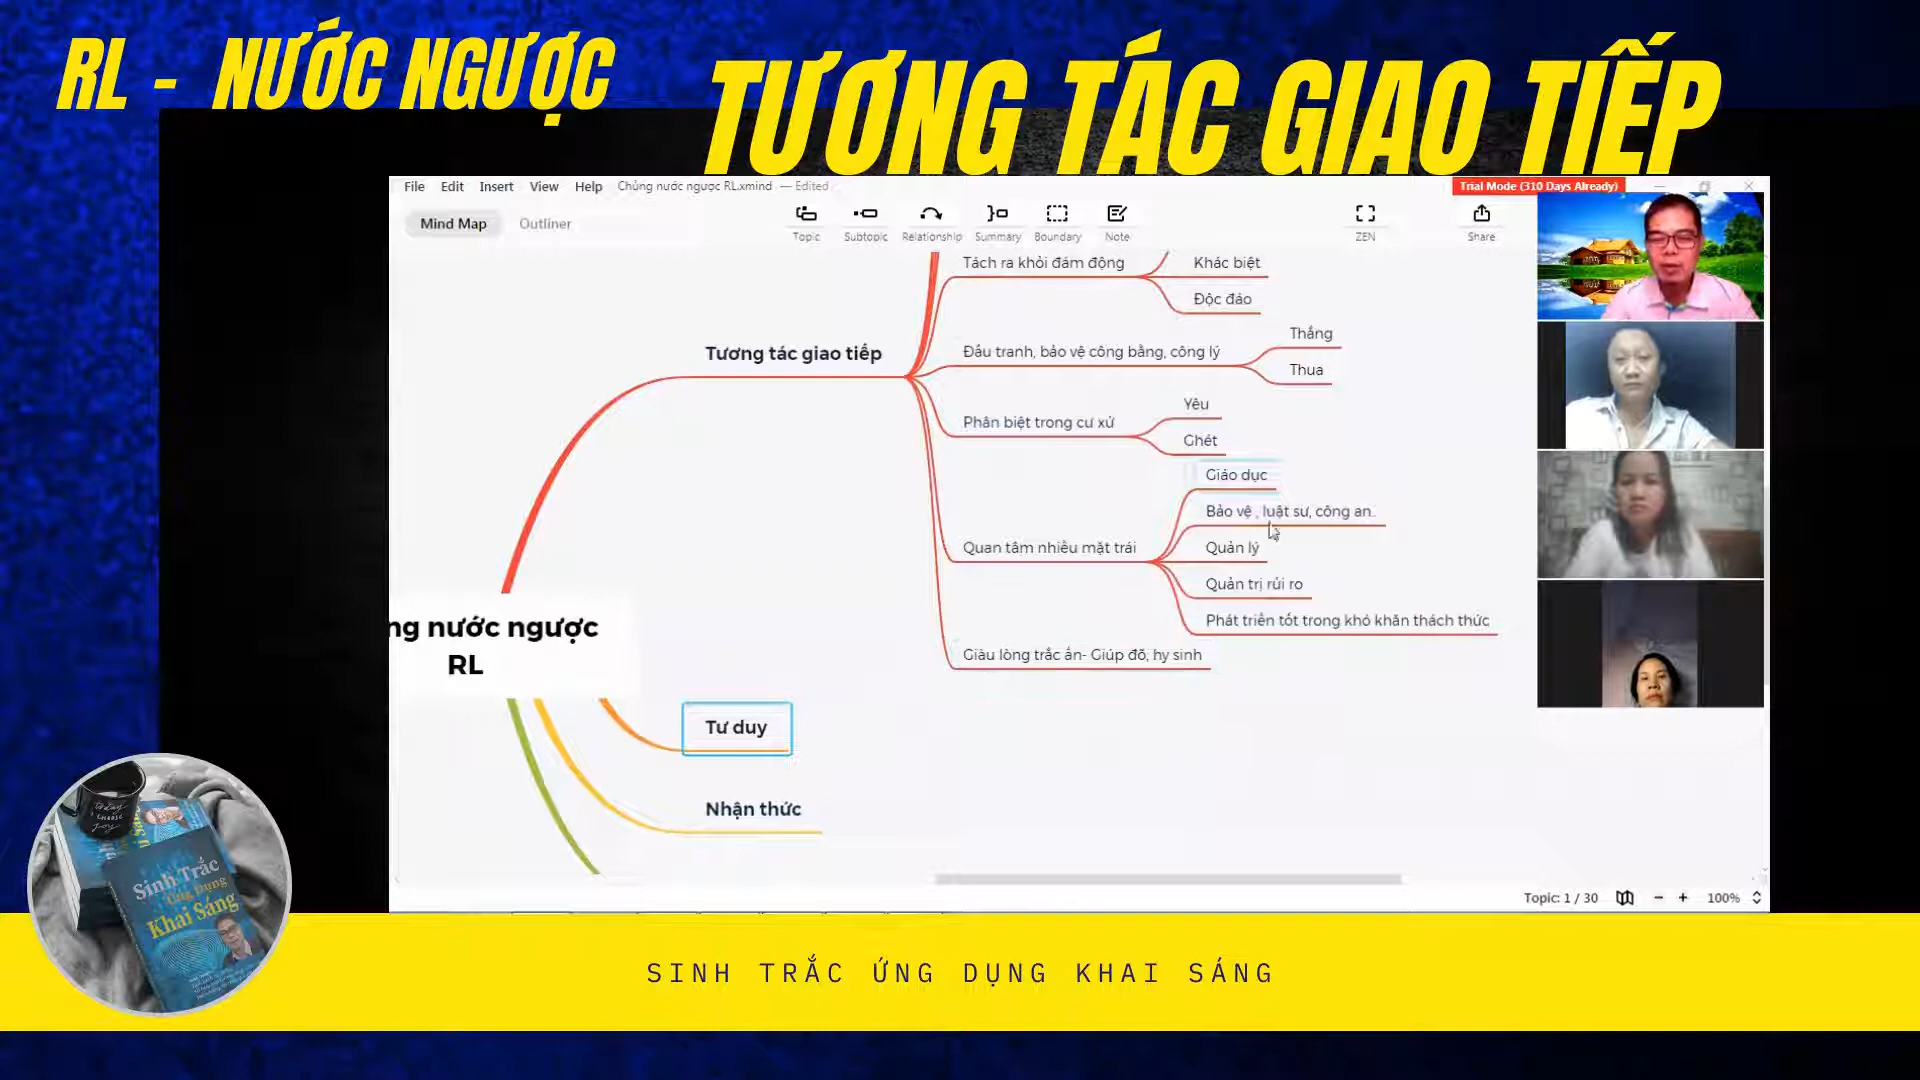 RL - NƯỚC NGƯỢC
TƯƠNG TÁC GIAO TIẾP
File Edit Insert View Help Chủng nước ngược RL.xmind — Edited
Trial Mode (310 Days Already)
Mind Map Outliner
Topic Subtopic Relationship Summary Boundary Note ZEN Share
Tách ra khỏi đám động
Khác biệt
Độc đáo
Tương tác giao tiếp
Đấu tranh, bảo vệ công bằng, công lý
Thắng
Thua
Phân biệt trong cư xử
Yêu
Ghét
Quan tâm nhiều mặt trái
Giáo dục
Bảo vệ , luật sư, công an..
Quản lý
Quản trị rủi ro
Phát triển tốt trong khó khăn thách thức
Giàu lòng trắc ẩn- Giúp đỡ, hy sinh
ng nước ngược
RL
Tư duy
Nhận thức
Topic: 1 / 30 100%
today
I CHOOSE
joy
Sinh Trắc
Ứng Dụng
Khai Sáng
SINH TRẮC ỨNG DỤNG KHAI SÁNG